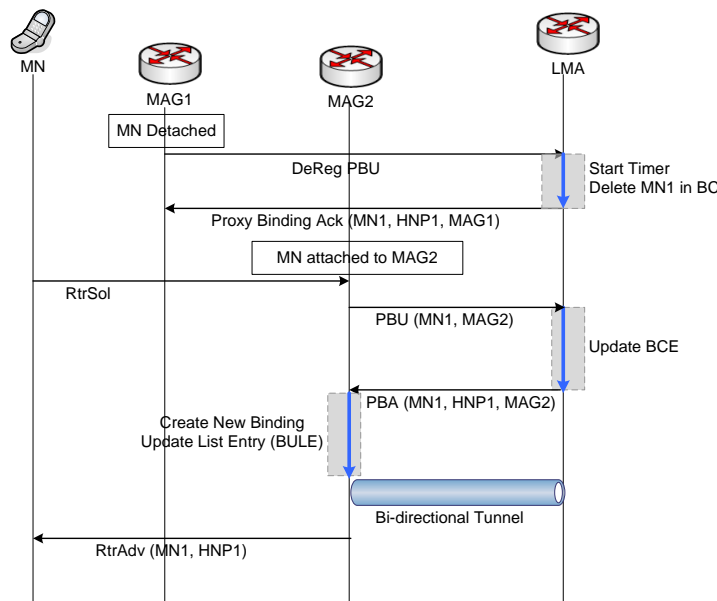 MN
MAG1
MAG2
LMA
MN Detached
DeReg PBU
Start Timer
Delete MN1 in BC
Proxy Binding Ack (MN1, HNP1, MAG1)
MN attached to MAG2
RtrSol
PBU (MN1, MAG2)
Update BCE
PBA (MN1, HNP1, MAG2)
Create New Binding
Update List Entry (BULE)
Bi-directional Tunnel
RtrAdv (MN1, HNP1)